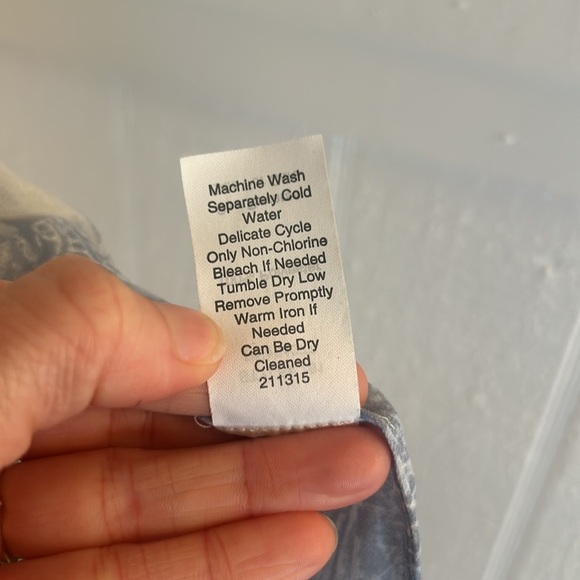 Machine Wash
Separately Cold
Water
Delicate Cycle
Only Non-Chlorine
Bleach If Needed
Tumble Dry Low
Remove Promptly
Warm Iron If
Needed
Can Be Dry
Cleaned
211315